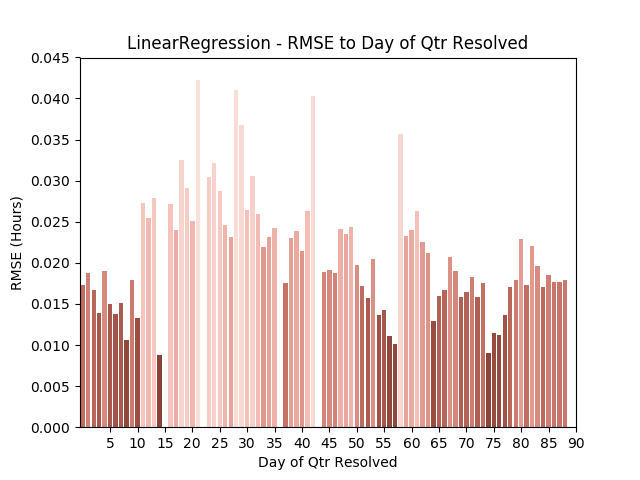 LinearRegression - RMSE to Day of Qtr Resolved
0.045
0.040
0.035
0.030
0.025
0.020
0.015
0.010
0.005
0.000
RMSE (Hours)
5 10 15 20 25 30 35 40 45 50 55 60 65 70 75 80 85 90
Day of Qtr Resolved